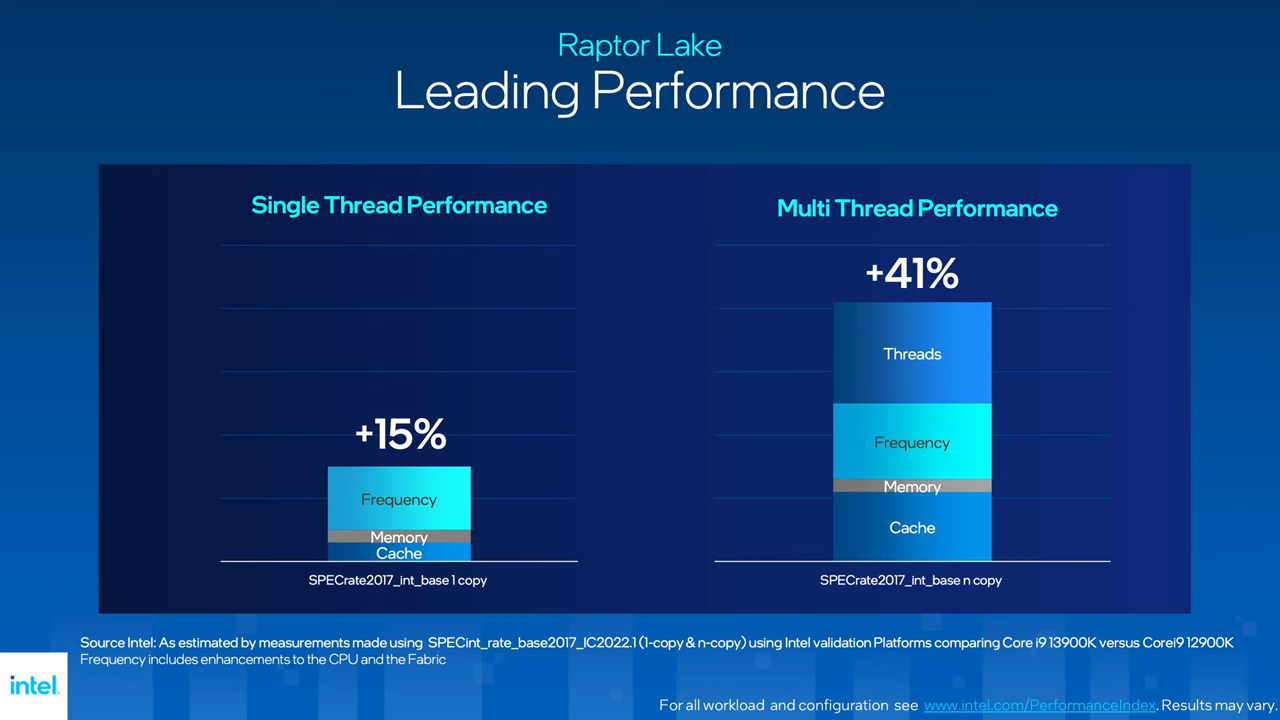 Raptor Lake
Leading Performance
Single Thread Performance
+15%
Frequency
Memory
Cache
SPECrate2017_int_base 1 copy
Multi Thread Performance
+41%
Threads
Frequency
Memory
Cache
SPECrate2017_int_base n copy
Source Intel: As estimated by measurements made using SPECint_rate_base2017_IC2022.1 (1-copy & n-copy) using Intel validation Platforms comparing Core i9 13900K versus Corei9 12900K
Frequency includes enhancements to the CPU and the Fabric
intel.
For all workload and configuration see www.intel.com/PerformanceIndex. Results may vary.